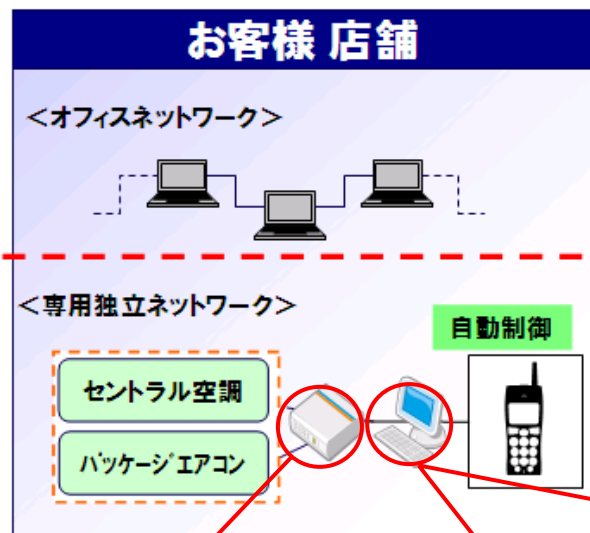 お客様 店舗
＜オフィスネットワーク＞
＜専用独立ネットワーク＞
自動制御
セントラル空調
パッケージエアコン